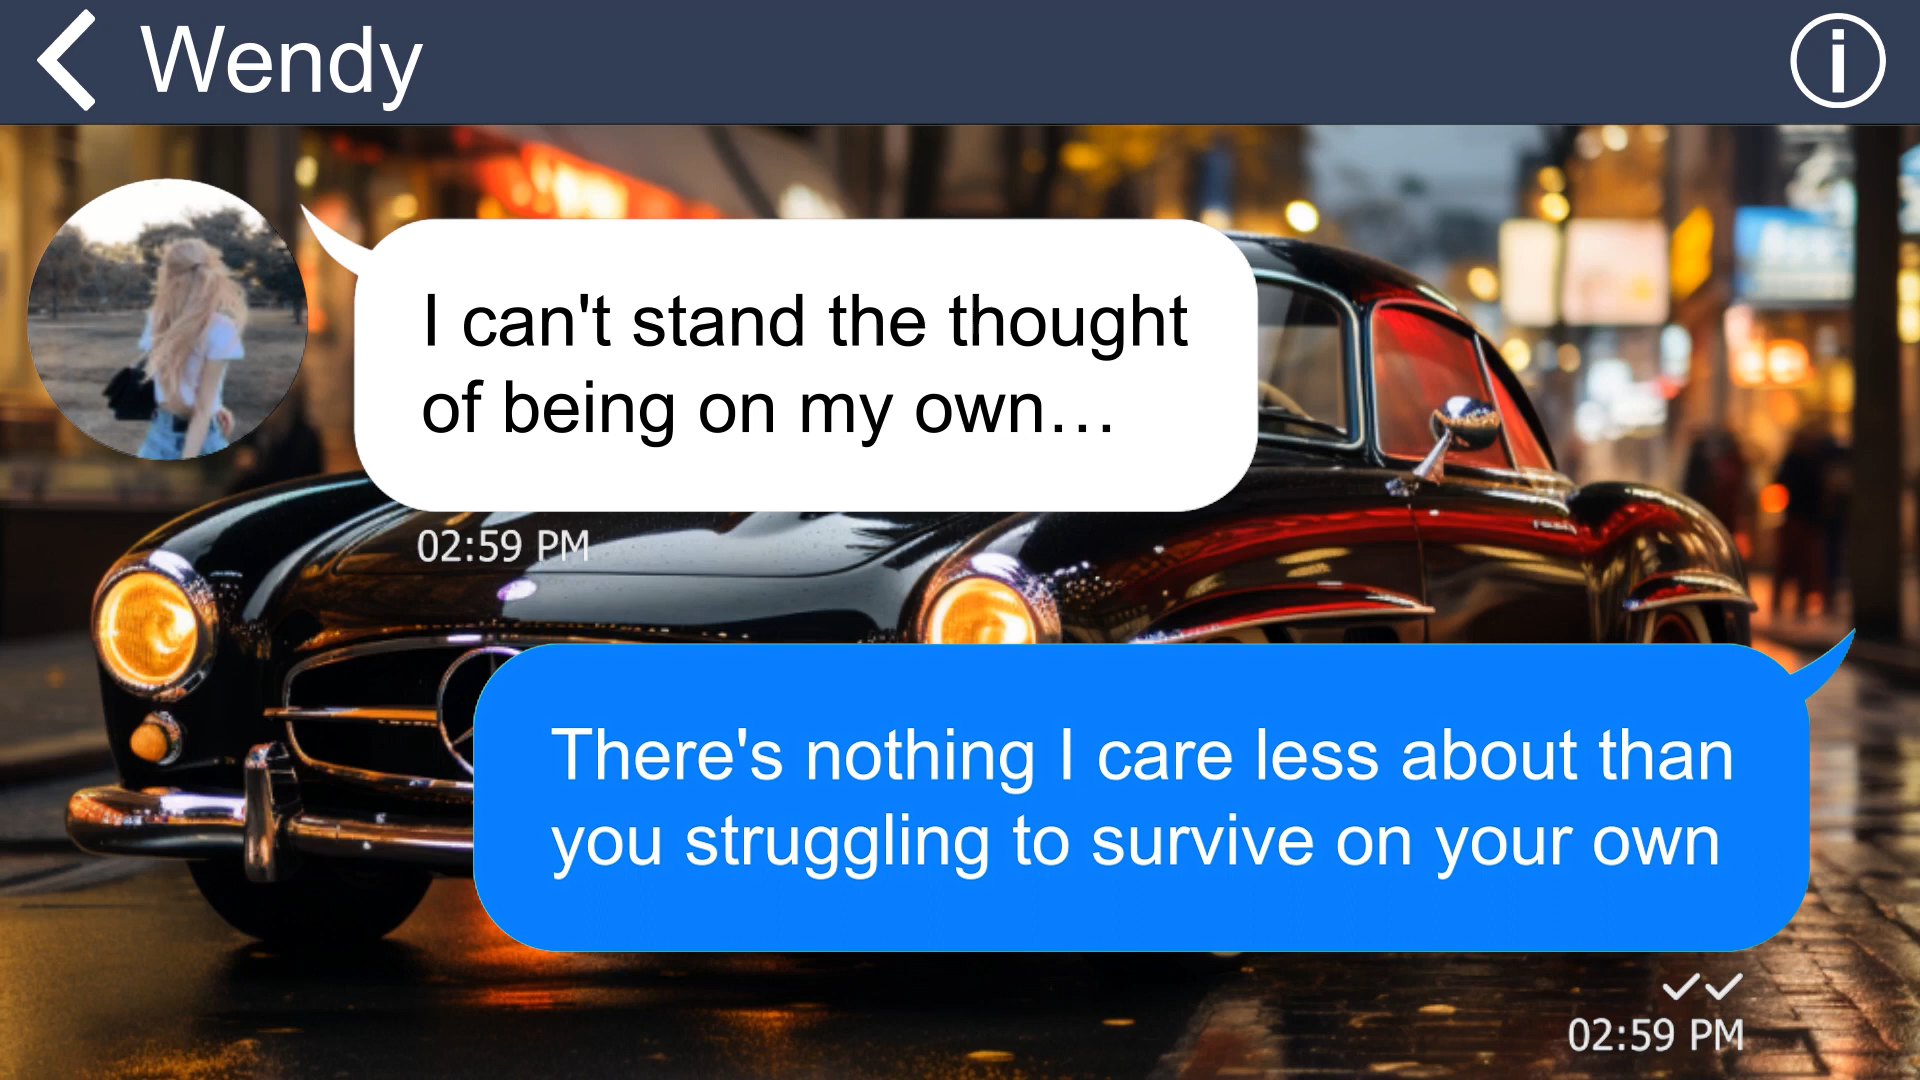 Wendy
I can't stand the thought
of being on my own…
02:59 PM
There's nothing I care less about than
you struggling to survive on your own
02:59 PM